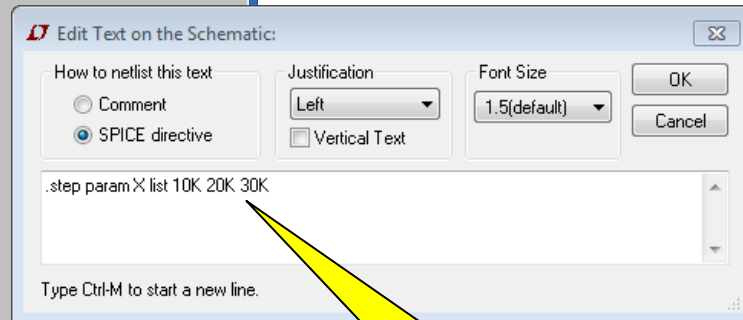 Edit Text on the Schematic:
How to netlist this text
Comment
SPICE directive
Justification
Left
Vertical Text
Font Size
1.5(default)
OK
Cancel
.step param X list 10K 20K 30K
Type Ctrl-M to start a new line.